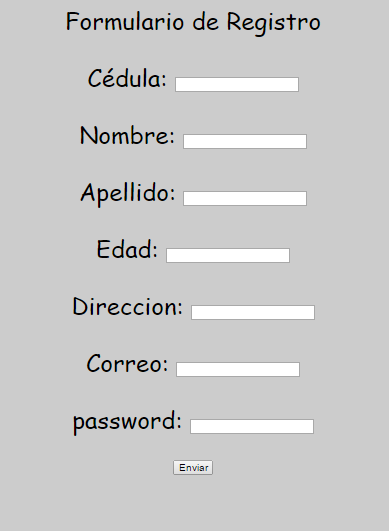 Formulario de Registro
Cédula:
Nombre:
Apellido:
Edad:
Direccion:
Correo:
password:
Enviar